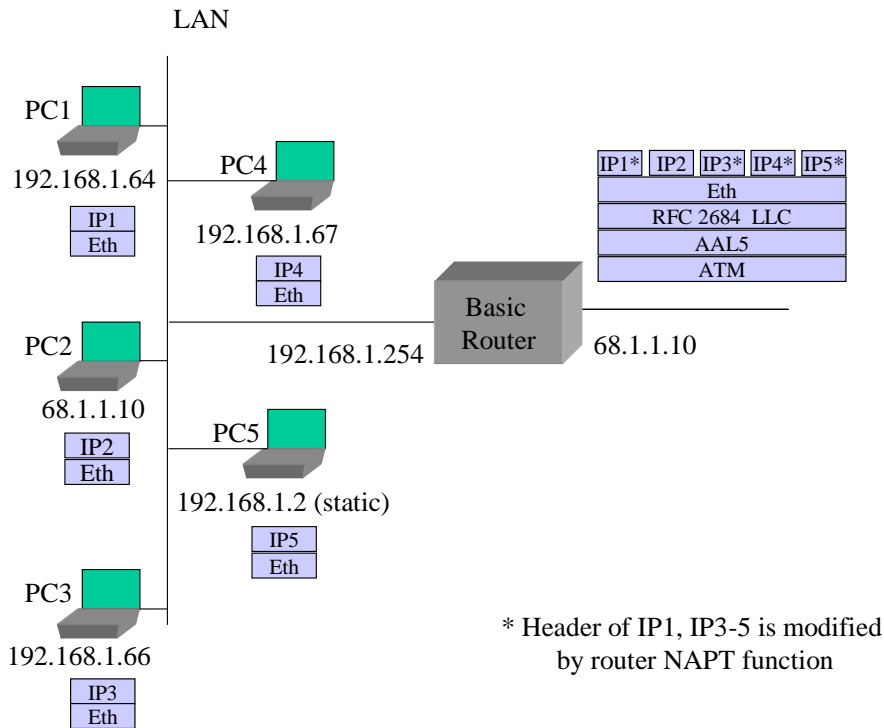 LAN
PC1
192.168.1.64
IP1
Eth
PC4
192.168.1.67
IP4
Eth
IP1* IP2 IP3* IP4* IP5*
Eth
RFC 2684 LLC
AAL5
ATM
Basic
Router
192.168.1.254
68.1.1.10
PC2
68.1.1.10
IP2
Eth
PC5
192.168.1.2 (static)
IP5
Eth
PC3
192.168.1.66
IP3
Eth
* Header of IP1, IP3-5 is modified
by router NAPT function